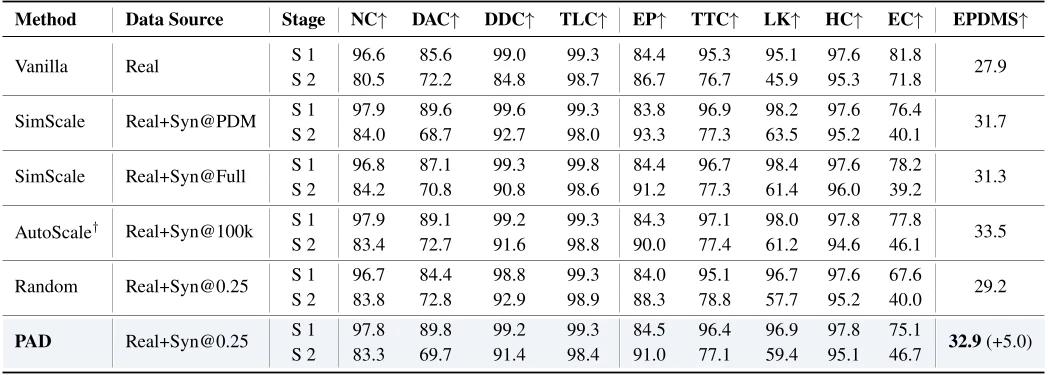 Method Data Source Stage NC↑ DAC↑ DDC↑ TLC↑ EP↑ TTC↑ LK↑ HC↑ EC↑ EPDMS↑
Vanilla Real S 1 96.6 85.6 99.0 99.3 84.4 95.3 95.1 97.6 81.8 27.9
S 2 80.5 72.2 84.8 98.7 86.7 76.7 45.9 95.3 71.8
SimScale Real+Syn@PDM S 1 97.9 89.6 99.6 99.3 83.8 96.9 98.2 97.6 76.4 31.7
S 2 84.0 68.7 92.7 98.0 93.3 77.3 63.5 95.2 40.1
SimScale Real+Syn@Full S 1 96.8 87.1 99.3 99.8 84.4 96.7 98.4 97.6 78.2 31.3
S 2 84.2 70.8 90.8 98.6 91.2 77.3 61.4 96.0 39.2
AutoScale† Real+Syn@100k S 1 97.9 89.1 99.2 99.3 84.3 97.1 98.0 97.8 77.8 33.5
S 2 83.4 72.7 91.6 98.8 90.0 77.4 61.2 94.6 46.1
Random Real+Syn@0.25 S 1 96.7 84.4 98.8 99.3 84.0 95.1 96.7 97.6 67.6 29.2
S 2 83.8 72.8 92.9 98.9 88.3 78.8 57.7 95.2 40.0
PAD Real+Syn@0.25 S 1 97.8 89.8 99.2 99.3 84.5 96.4 96.9 97.8 75.1 32.9 (+5.0)
S 2 83.3 69.7 91.4 98.4 91.0 77.1 59.4 95.1 46.7